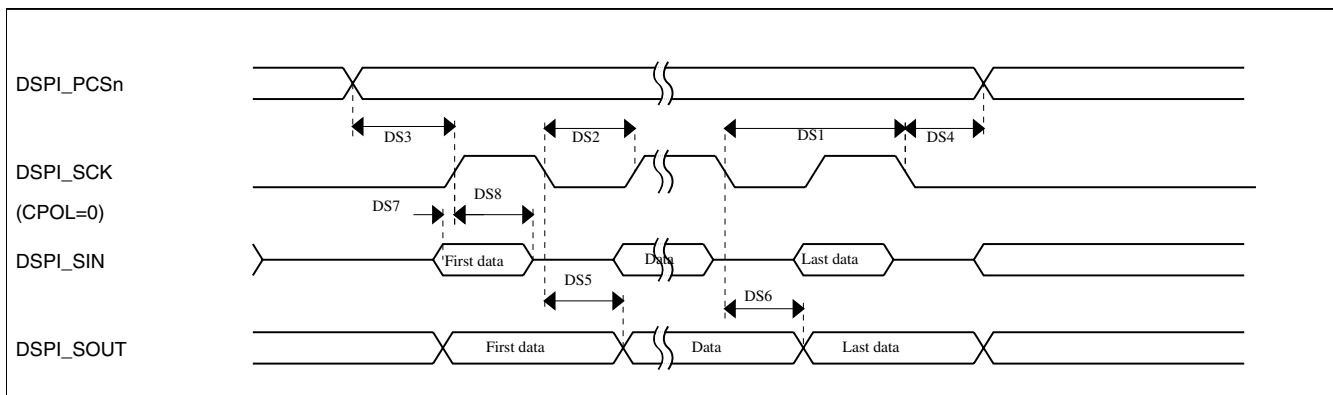 DSPI_PCSn
DS3
DS2
DS1
DS4
DSPI_SCK
(CPOL=0)
DS7
DS8
DSPI_SIN
First data
Data
Last data
DS5
DS6
DSPI_SOUT
First data
Data
Last data